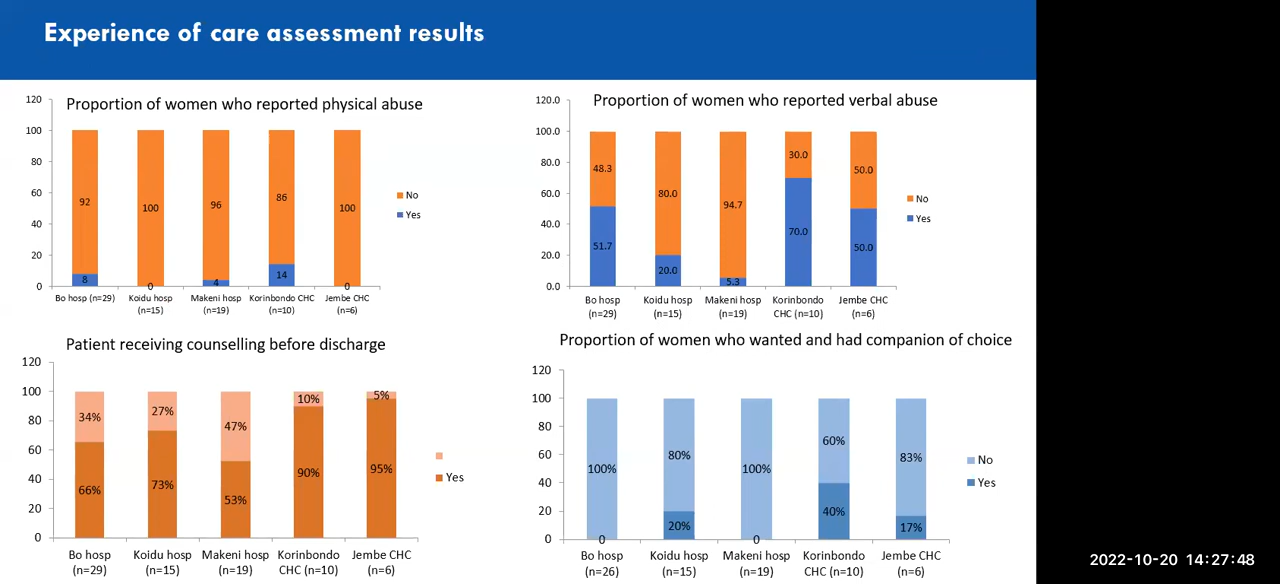 Experience of care assessment results
Proportion of women who reported physical abuse
120
100
80
60
40
20
0
92
100
96
86
100
8
0
4
14
0
Bo hosp (n=29)
Koidu hosp
(n=15)
Makeni hosp
(n=19)
Korinbondo CHC
(n=10)
Jembe CHC
(n=6)
No
Yes
Proportion of women who reported verbal abuse
120.0
100.0
80.0
60.0
40.0
20.0
0.0
48.3
80.0
94.7
30.0
50.0
51.7
20.0
5.3
70.0
50.0
Bo hosp
(n=29)
Koidu hosp
(n=15)
Makeni hosp
(n=19)
Korinbondo
CHC (n=10)
Jembe CHC
(n=6)
No
Yes
Patient receiving counselling before discharge
120
100
80
60
40
20
0
34%
27%
47%
10%
5%
66%
73%
53%
90%
95%
Bo hosp
(n=29)
Koidu hosp
(n=15)
Makeni hosp
(n=19)
Korinbondo
CHC (n=10)
Jembe CHC
(n=6)
Yes
Proportion of women who wanted and had companion of choice
120
100
80
60
40
20
0
100%
80%
100%
60%
83%
0
20%
0
40%
17%
Bo hosp
(n=26)
Koidu hosp
(n=15)
Makeni hosp
(n=19)
Korinbondo
CHC (n=10)
Jembe CHC
(n=6)
No
Yes
2022-10-20 14:27:48